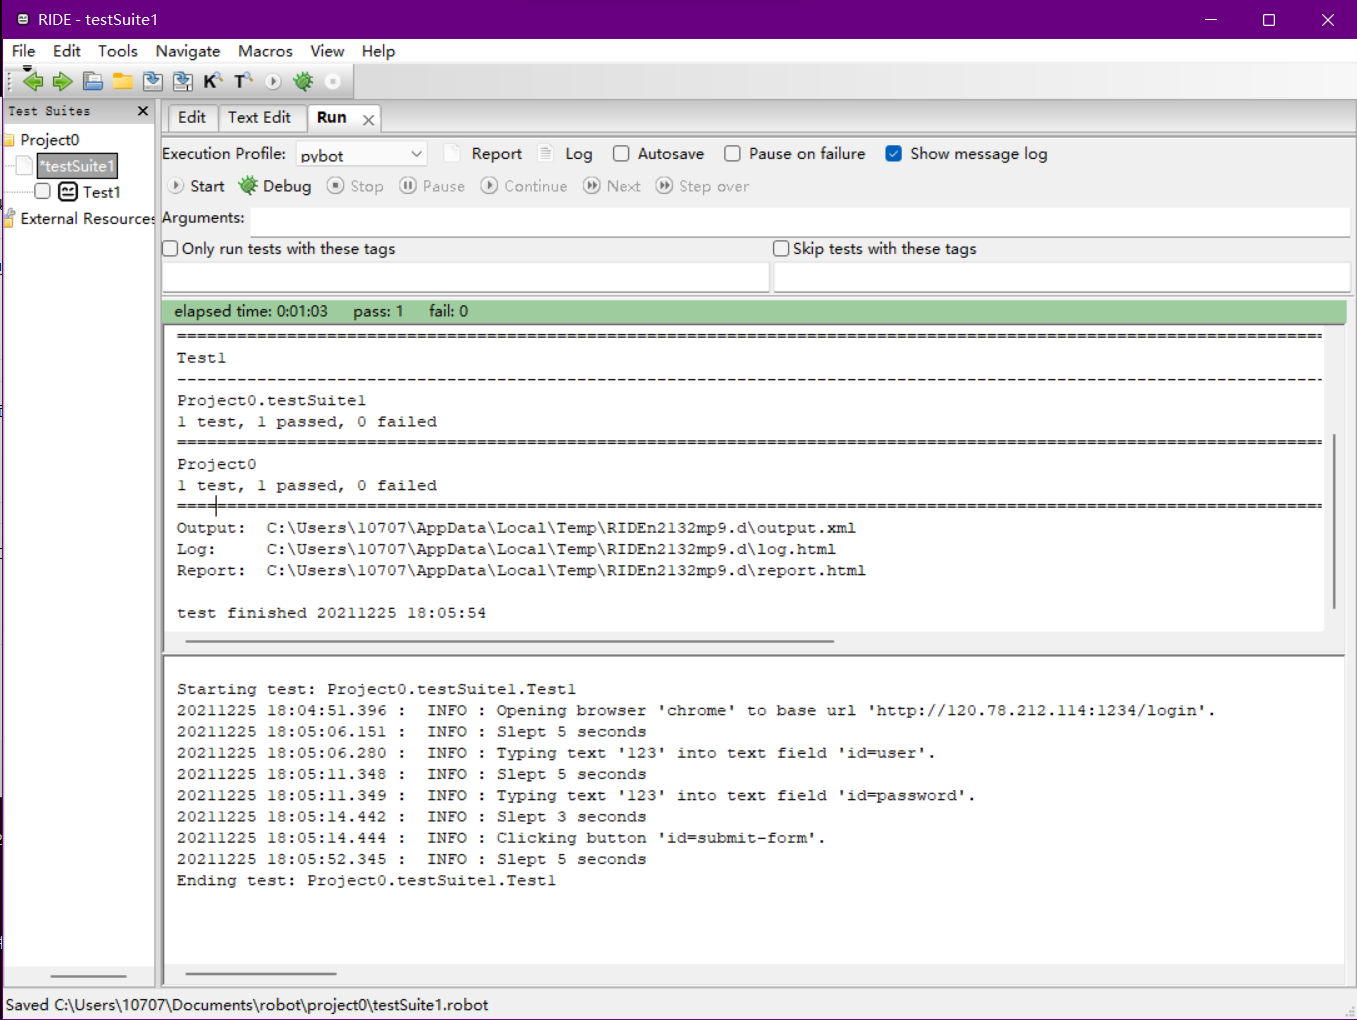 RIDE - testSuite1
File Edit Tools Navigate Macros View Help
K T
Test Suites
Project0
*testSuite1
Test1
External Resources
Edit Text Edit Run
Execution Profile: pybot Report Log Autosave Pause on failure Show message log
Start Debug Stop Pause Continue Next Step over
Arguments:
Only run tests with these tags Skip tests with these tags
elapsed time: 0:01:03 pass: 1 fail: 0
==============================================================================
Test1
------------------------------------------------------------------------------
Project0.testSuite1
1 test, 1 passed, 0 failed
==============================================================================
Project0
1 test, 1 passed, 0 failed
==============================================================================
Output: C:\Users\10707\AppData\Local\Temp\RIDEn2132mp9.d\output.xml
Log: C:\Users\10707\AppData\Local\Temp\RIDEn2132mp9.d\log.html
Report: C:\Users\10707\AppData\Local\Temp\RIDEn2132mp9.d\report.html
test finished 20211225 18:05:54
Starting test: Project0.testSuite1.Test1
20211225 18:04:51.396 : INFO : Opening browser 'chrome' to base url 'http://120.78.212.114:1234/login'.
20211225 18:05:06.151 : INFO : Slept 5 seconds
20211225 18:05:06.280 : INFO : Typing text '123' into text field 'id=user'.
20211225 18:05:11.348 : INFO : Slept 5 seconds
20211225 18:05:11.349 : INFO : Typing text '123' into text field 'id=password'.
20211225 18:05:14.442 : INFO : Slept 3 seconds
20211225 18:05:14.444 : INFO : Clicking button 'id=submit-form'.
20211225 18:05:52.345 : INFO : Slept 5 seconds
Ending test: Project0.testSuite1.Test1
Saved C:\Users\10707\Documents\robot\project0\testSuite1.robot